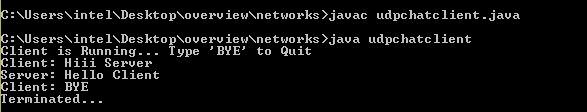 C:\Users\intel\Desktop\overview\networks>javac udpchatclient.java
C:\Users\intel\Desktop\overview\networks>java udpchatclient
Client is Running... Type 'BYE' to Quit
Client: Hiii Server
Server: Hello Client
Client: BYE
Terminated...